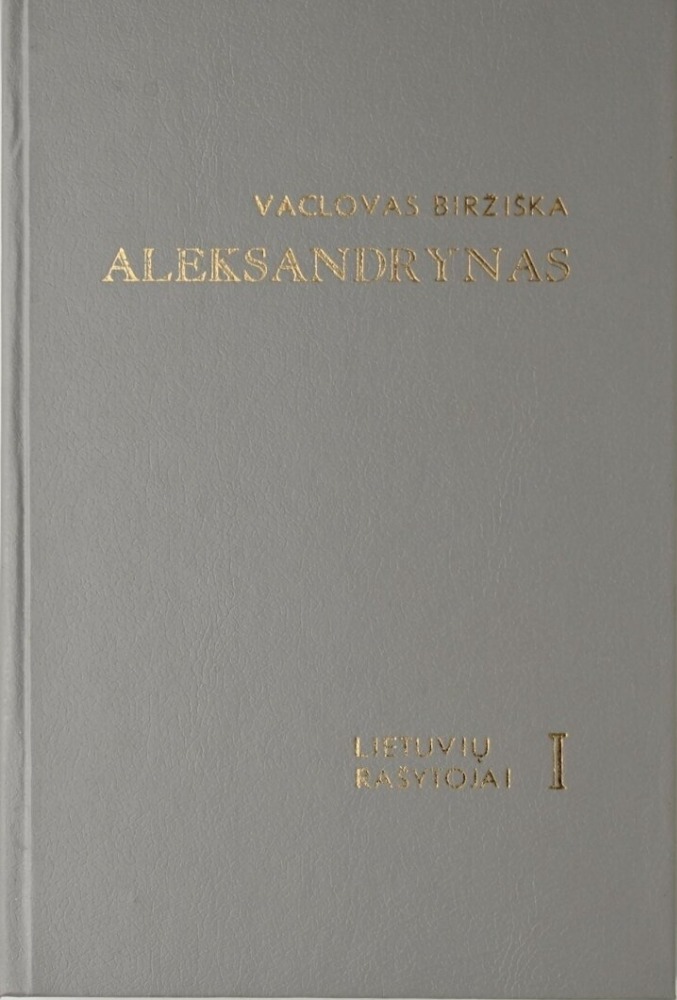 VACLOVAS BIRŽIŠKA
ALEKSANDRYNAS
LIETUVIŲ
RAŠYTOJAI I